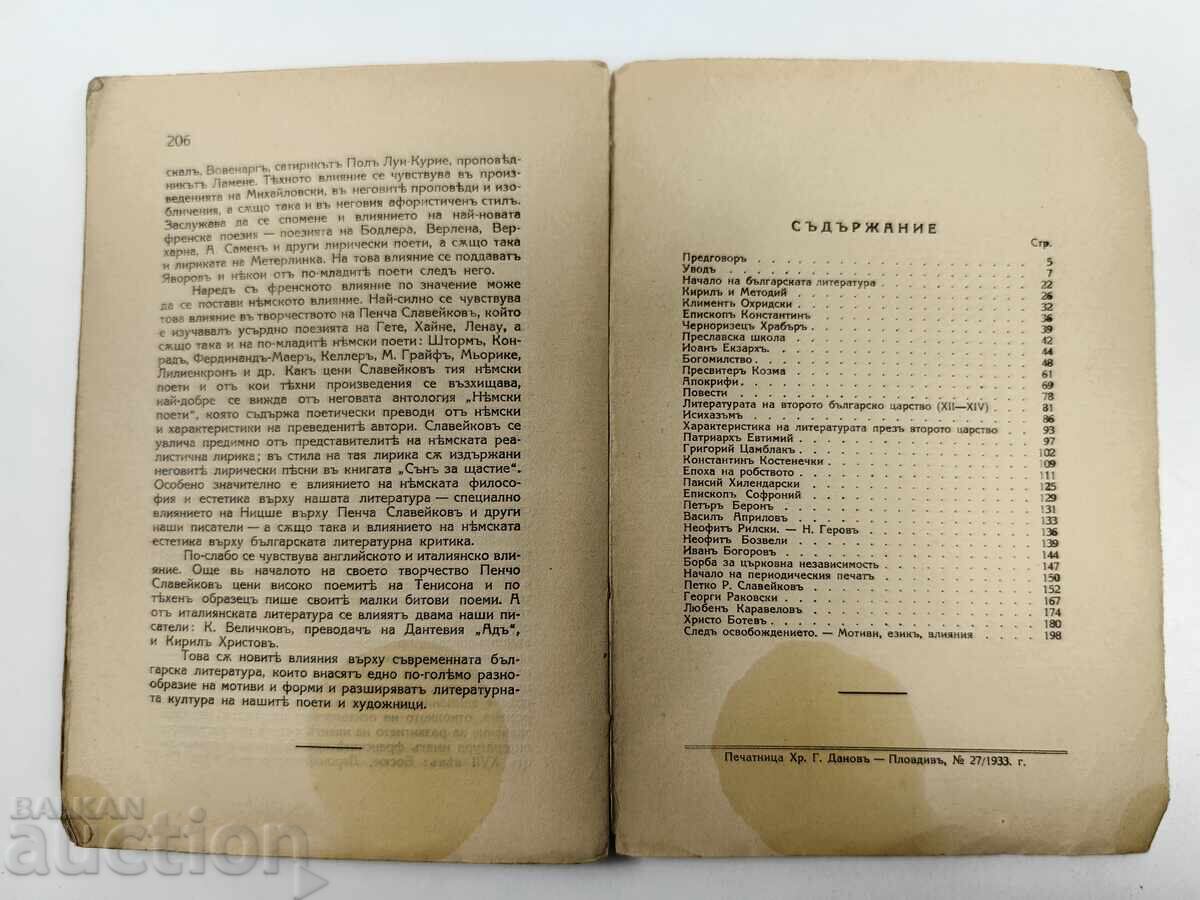 206
скалъ, Вовенаргъ, сатирикътъ Полъ Луи-Курие, проповѣд-
никътъ Ламене. Тѣхното влияние се чувствува въ произ-
веденията на Михайловски, въ неговитѣ проповѣди и изо-
бличения, а сѫщо така и въ неговия афористиченъ стилъ.
Заслужава да се спомене и влиянието на най-новата
френска поезия — поезията на Бодлера, Верлена, Вер-
харна, А. Саменъ и други лирически поети, а сѫщо така
и лириката на Метерлинка. На това влияние се поддаватъ
Яворовъ и нѣкои отъ по-младитѣ поети следъ него.
Наредъ съ френското влияние по значение може
да се постави нѣмското влияние. Най-силно се чувствува
това влияние въ творчеството на Пенча Славейковъ, който
е изучавалъ усърдно поезията на Гете, Хайне, Ленау, а
сѫщо така и на по-младитѣ нѣмски поети: Штормъ, Кон-
радъ, Фердинандъ-Маеръ, Келлеръ, М. Грайфъ, Мьорике,
Лилиенкронъ и др. Какъ цени Славейковъ тия нѣмски
поети и отъ кои тѣхни произведения се възхищава,
най-добре се вижда отъ неговата антология „Нѣмски
поети“, която съдържа поетически преводи отъ нѣмски
и характеристики на преведенитѣ автори. Славейковъ се
увлича предимно отъ представителитѣ на нѣмската реа-
листична лирика; въ стила на тая лирика сѫ издържани
неговитѣ лирически пѣсни въ книгата „Сънъ за щастие“.
Особено значително е влиянието на нѣмската филосо-
фия и естетика върху нашата литература — специално
влиянието на Ницше върху Пенча Славейковъ и други
наши писатели — а сѫщо така и влиянието на нѣмската
естетика върху българската литературна критика.
По-слабо се чувствува английското и италиянско вли-
яние. Още въ началото на своето творчество Пенчо
Славейковъ цени високо поемитѣ на Тенисона и по
тѣхенъ образецъ пише своитѣ малки битови поеми. А
отъ италиянската литература се влияятъ двама наши пи-
сатели: К. Величковъ, преводачъ на Дантевия „Адъ“,
и Кирилъ Христовъ.
Това сѫ новитѣ влияния върху съвременната бъл-
гарска литература, които внасятъ едно по-голѣмо разно-
образие на мотиви и форми и разширяватъ литературна-
та култура на нашитѣ поети и художници.
СЪДЪРЖАНИЕ
Стр.
Предговоръ 5
Уводъ 7
Начало на българската литература 22
Кирилъ и Методий 26
Климентъ Охридски 32
Епископъ Константинъ 36
Черноризецъ Храбъръ 39
Преславска школа 42
Иоанъ Екзархъ. 44
Богомилство 48
Пресвитеръ Козма 61
Апокрифи 69
Повести 78
Литературата на второто българско царство (XII—XIV) 81
Исихазъмъ 86
Характеристика на литературата презъ второто царство 93
Патриархъ Евтимий 97
Григорий Цамблакъ 102
Константинъ Костенечки 109
Епоха на робството 111
Паисий Хилендарски 125
Епископъ Софроний 129
Петъръ Беронъ 131
Василъ Априловъ 133
Неофитъ Рилски. — Н. Геровъ 136
Неофитъ Бозвели 139
Иванъ Богоровъ 144
Борба за църковна независимость 147
Начало на периодическия печатъ 150
Петко Р. Славейковъ 152
Георги Раковски 167
Любенъ Каравеловъ 174
Христо Ботевъ 180
Следъ освобождението. — Мотиви, езикъ, влияния 198
Печатница Хр. Г. Дановъ — Пловдивъ, № 27/1933. г.
BALKAN
auction